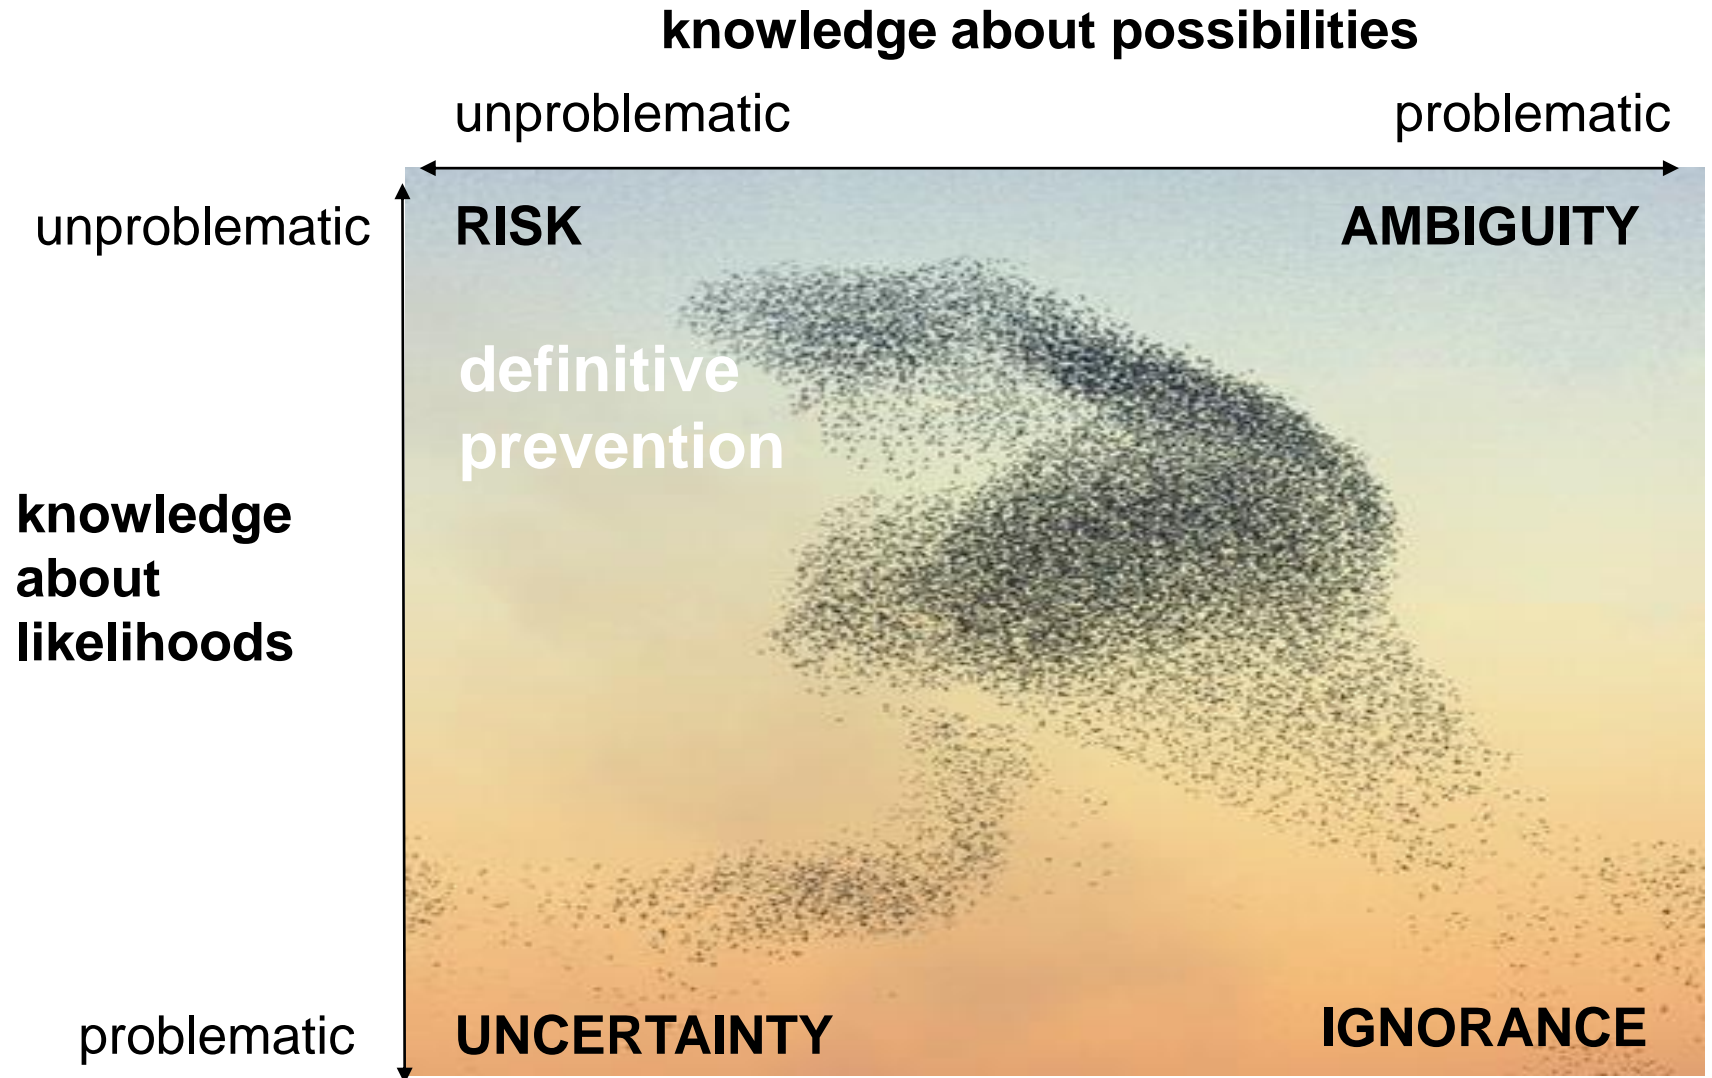 knowledge about possibilities
unproblematic problematic
unproblematic RISK AMBIGUITY
definitive
prevention
knowledge
about
likelihoods
problematic UNCERTAINTY IGNORANCE